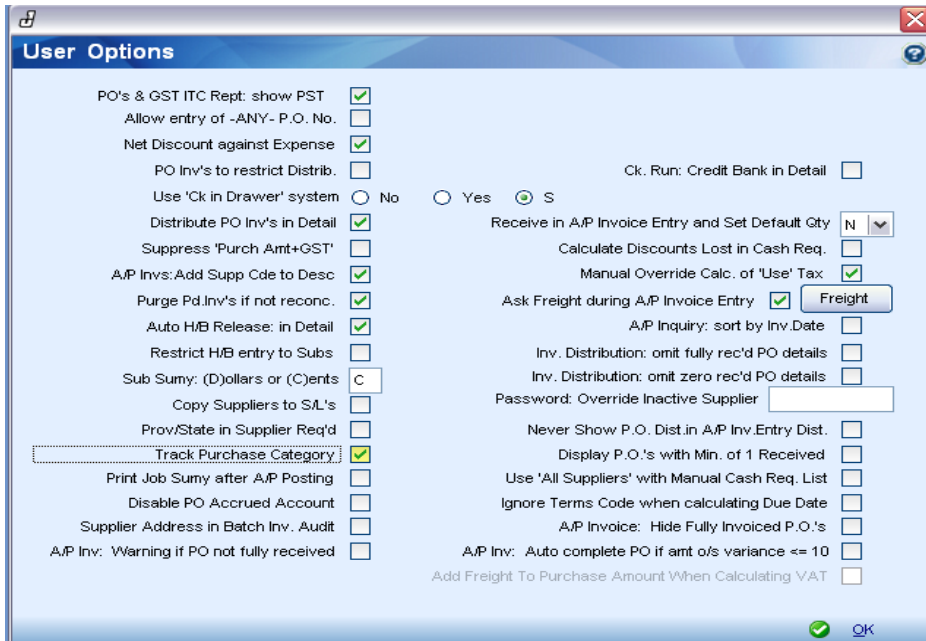 User Options
PO's & GST ITC Rept: show PST
Allow entry of -ANY- P.O. No.
Net Discount against Expense
PO Inv's to restrict Distrib.
Ck. Run: Credit Bank in Detail
Use 'Ck in Drawer' system No Yes S
Distribute PO Inv's in Detail
Receive in A/P Invoice Entry and Set Default Qty N
Suppress 'Purch Amt+GST'
Calculate Discounts Lost in Cash Req.
A/P Invs:Add Supp Cde to Desc
Manual Override Calc. of 'Use' Tax
Purge Pd.Inv's if not reconc.
Ask Freight during A/P Invoice Entry Freight
Auto H/B Release: in Detail
A/P Inquiry: sort by Inv.Date
Restrict H/B entry to Subs
Inv. Distribution: omit fully rec'd PO details
Sub Sumy: (D)ollars or (C)ents C
Inv. Distribution: omit zero rec'd PO details
Copy Suppliers to S/L's
Password: Override Inactive Supplier
Prov/State in Supplier Req'd
Never Show P.O. Dist.in A/P Inv.Entry Dist.
Track Purchase Category
Display P.O.'s with Min. of 1 Received
Print Job Sumy after A/P Posting
Use 'All Suppliers' with Manual Cash Req. List
Disable PO Accrued Account
Ignore Terms Code when calculating Due Date
Supplier Address in Batch Inv. Audit
A/P Invoice: Hide Fully Invoiced P.O.'s
A/P Inv: Warning if PO not fully received
A/P Inv: Auto complete PO if amt o/s variance <= 10
Add Freight To Purchase Amount When Calculating VAT
OK